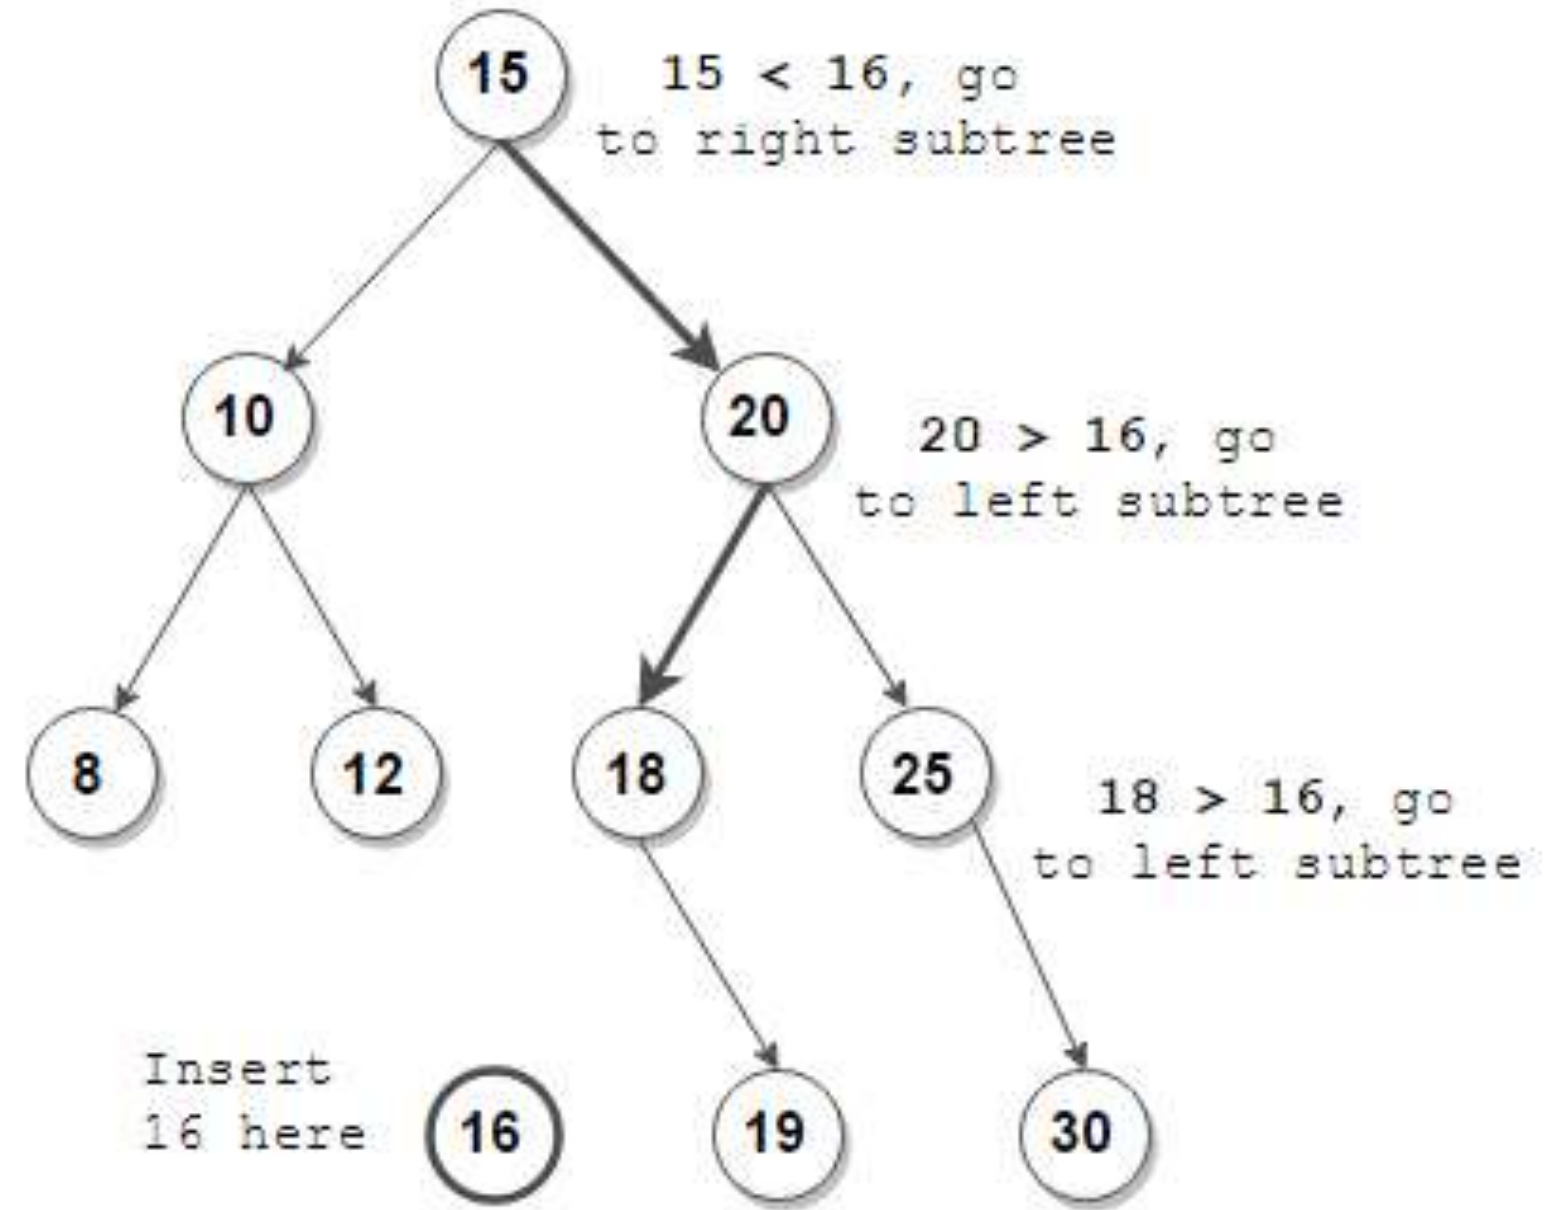 15
15 < 16, go
to right subtree
10
20
20 > 16, go
to left subtree
8
12
18
25
18 > 16, go
to left subtree
Insert
16 here
16
19
30